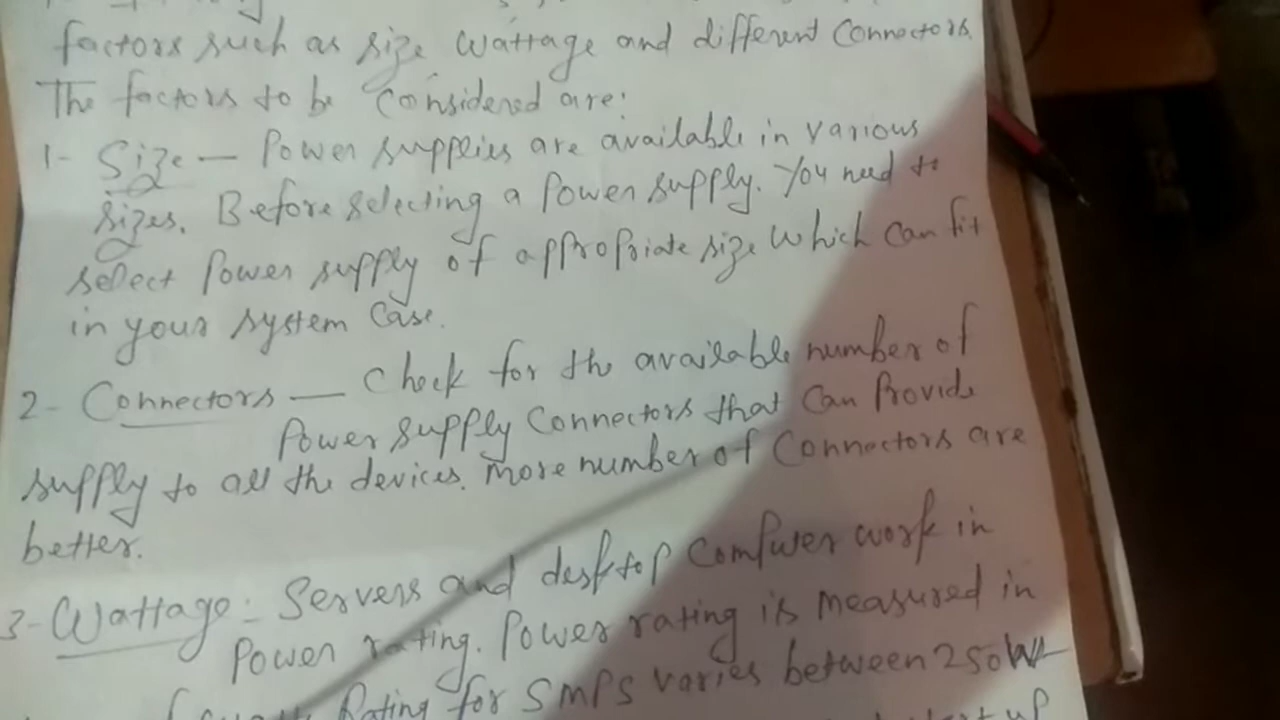 factors such as size wattage and different connectors.
The factors to be considered are:
1- Size — Power supplies are available in various
sizes. Before selecting a power supply. You need to
select Power supply of appropriate size which can fit
in your system case.
2- Connectors — Check for the available number of
Power supply Connectors that can Provide
supply to all the devices. More number of Connectors are
better.
3- Wattage: Servers and desktop computer work in
Power rating. Power rating is measured in
Rating for SMPS varies between 250W
up